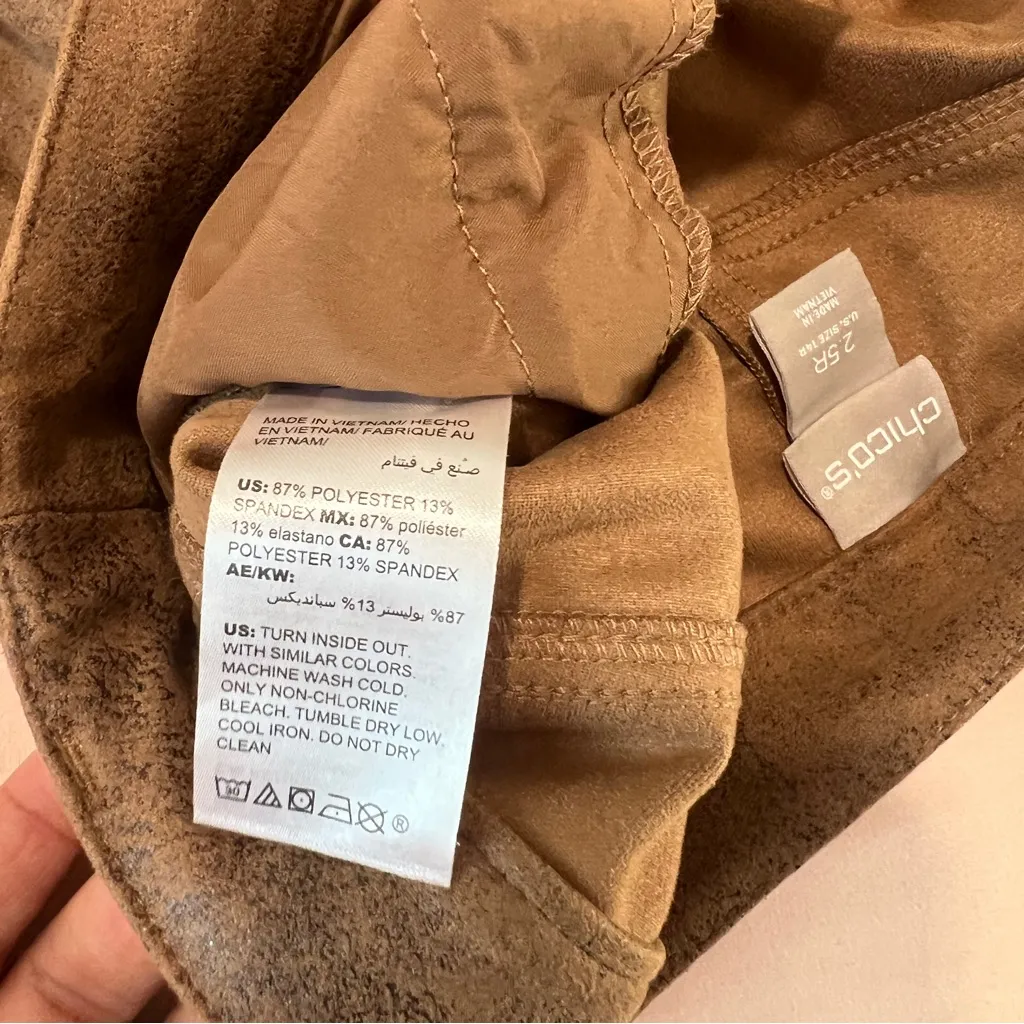 MADE IN VIETNAM/ HECHO
EN VIETNAM/ FABRIQUÉ AU
VIETNAM/
صنع في فيتنام
US: 87% POLYESTER 13%
SPANDEX MX: 87% poliéster
13% elastano CA: 87%
POLYESTER 13% SPANDEX
AE/KW:
87% بوليستر 13% سباندیکس
US: TURN INSIDE OUT.
WITH SIMILAR COLORS.
MACHINE WASH COLD.
ONLY NON-CHLORINE
BLEACH. TUMBLE DRY LOW.
COOL IRON. DO NOT DRY
CLEAN
30
®
chico's®
2.5R
U.S. SIZE 14R
MADE IN
VIETNAM